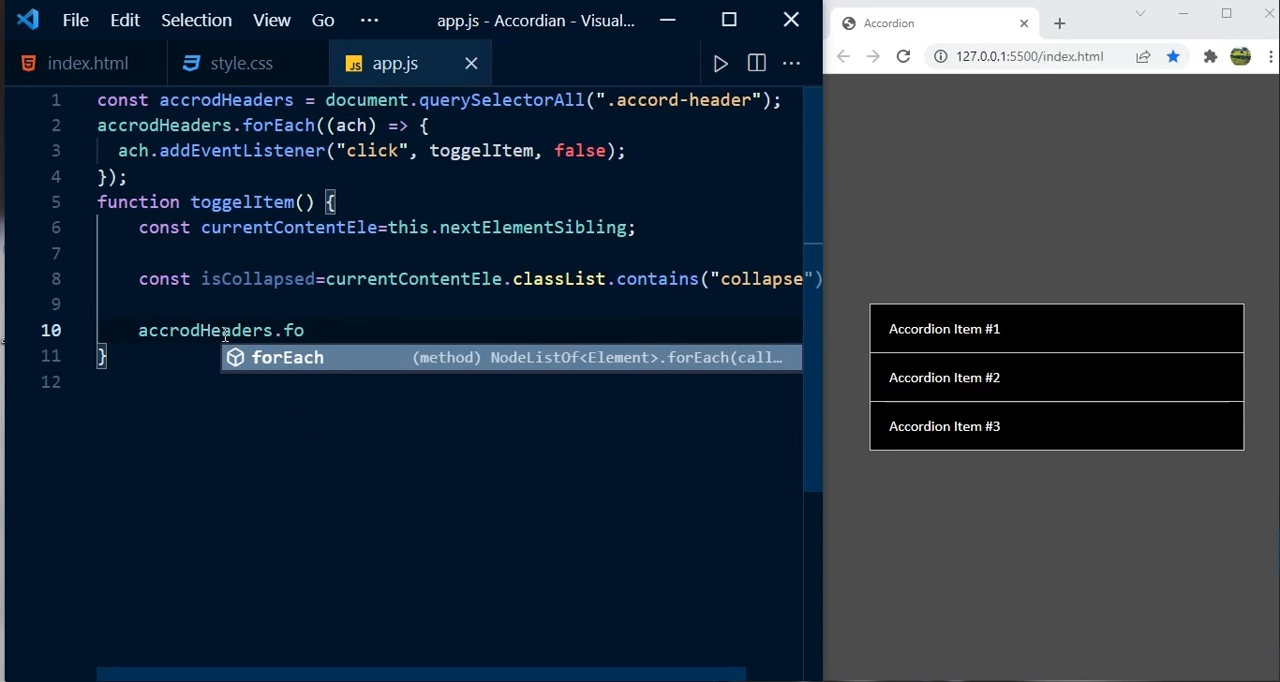 File Edit Selection View Go ··· app.js - Accordian - Visual...
index.html style.css JS app.js
1 const accrodHeaders = document.querySelectorAll(".accord-header");
2 accrodHeaders.forEach((ach) => {
3 ach.addEventListener("click", toggelItem, false);
4 });
5 function toggelItem() {
6 const currentContentEle=this.nextElementSibling;
7
8 const isCollapsed=currentContentEle.classList.contains("collapse")
9
10 accrodHeaders.fo
11 }
forEach (method) NodeListOf<Element>.forEach(call…
12
Accordion
127.0.0.1:5500/index.html
Accordion Item #1
Accordion Item #2
Accordion Item #3